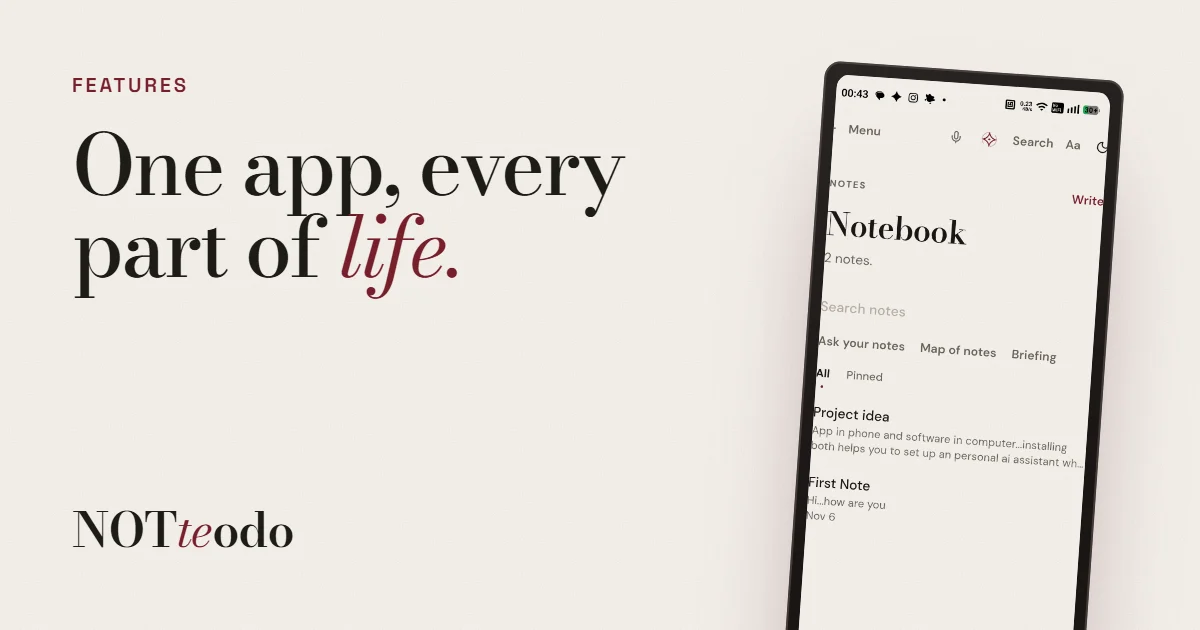 FEATURES
One app, every
part of life.
NOTteodo
00:43
0.23
30+
Menu
Search Aa
NOTES
Write
Notebook
2 notes.
Search notes
Ask your notes Map of notes Briefing
All Pinned
Project idea
App in phone and software in computer...installing
both helps you to set up an personal ai assistant wh...
First Note
Hi...how are you
Nov 6